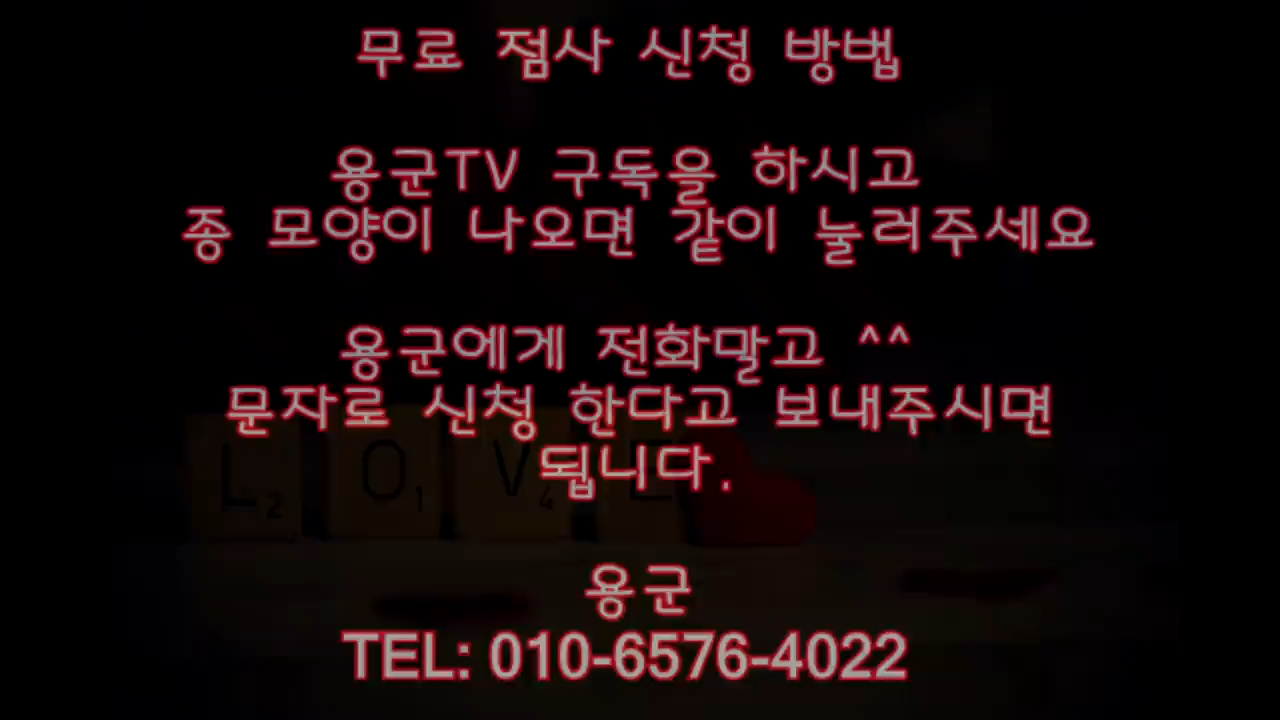 무료 점사 신청 방법
용군TV 구독을 하시고
종 모양이 나오면 같이 눌러주세요
용군에게 전화말고 ^^
문자로 신청 한다고 보내주시면
됩니다.
L2 O1 V4 E
용군
TEL: 010-6576-4022